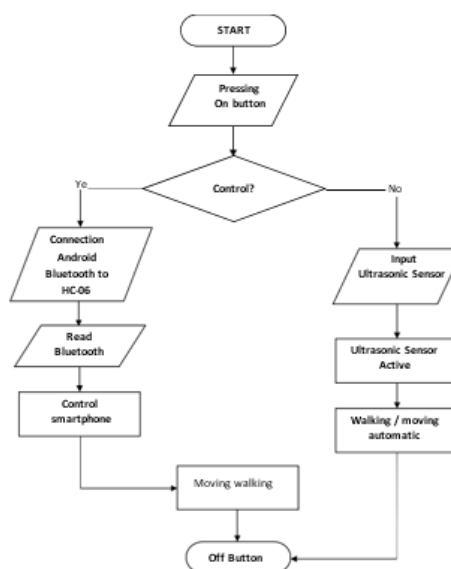 START
Pressing
On button
Control?
Ye
No
Connection
Android
Bluetooth to
HC-06
Input
Ultrasonic Sensor
Read
Bluetooth
Ultrasonic Sensor
Active
Control
smartphone
Walking / moving
automatic
Moving walking
Off Button